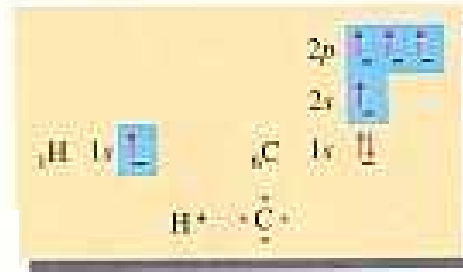 2p
2s
₁H 1s ₆C 1s
H• •C•